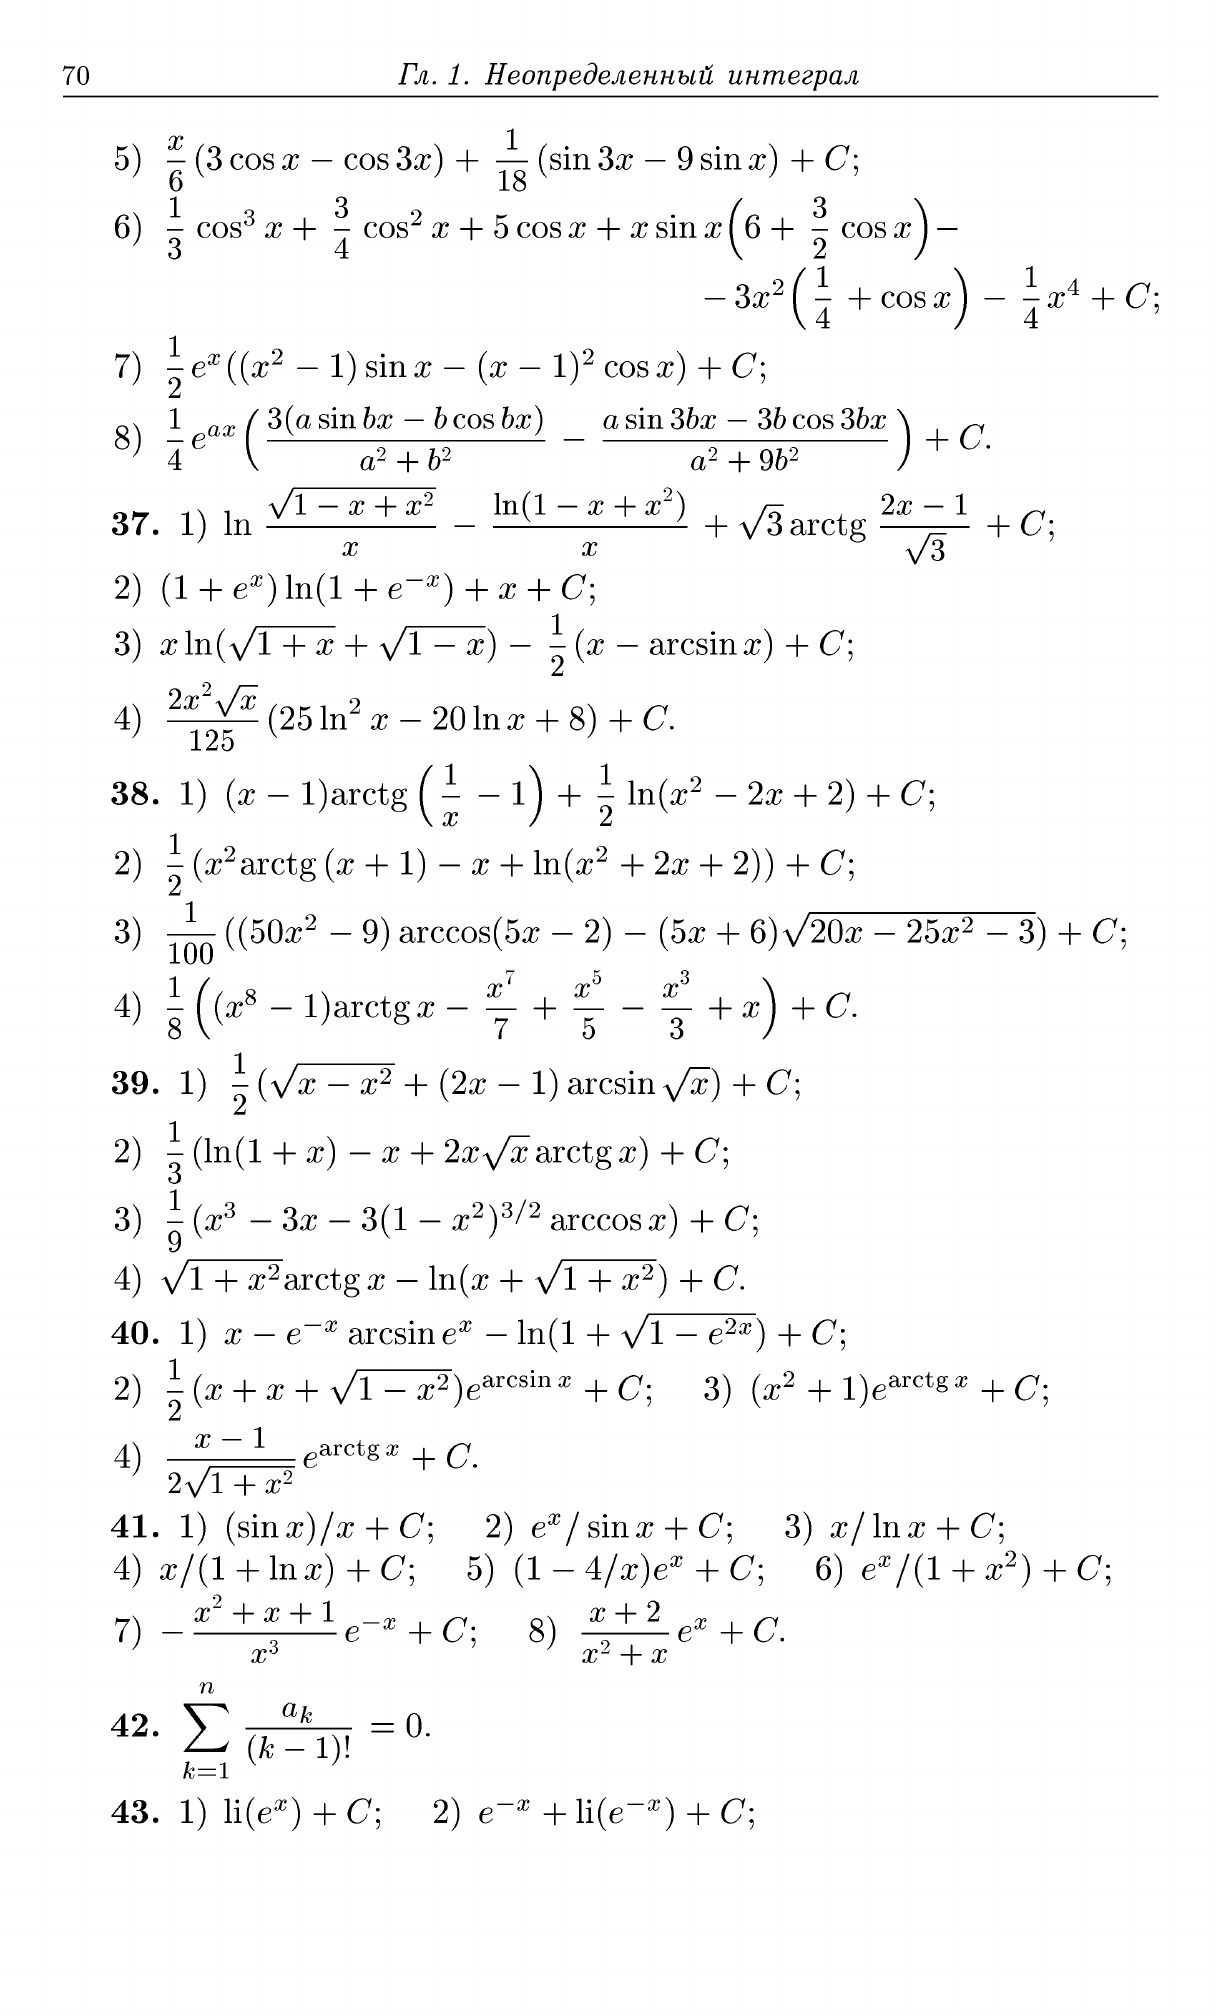 70 Гл. 1. Неопределенный интеграл
5) $\frac{x}{6}(3\cos x - \cos 3x) + \frac{1}{18}(\sin 3x - 9\sin x) + C$;
6) $\frac{1}{3}\cos^3 x + \frac{3}{4}\cos^2 x + 5\cos x + x\sin x\left(6 + \frac{3}{2}\cos x\right) -$
$- 3x^2\left(\frac{1}{4} + \cos x\right) - \frac{1}{4}x^4 + C$;
7) $\frac{1}{2}e^x((x^2 - 1)\sin x - (x - 1)^2\cos x) + C$;
8) $\frac{1}{4}e^{ax}\left(\frac{3(a\sin bx - b\cos bx)}{a^2 + b^2} - \frac{a\sin 3bx - 3b\cos 3bx}{a^2 + 9b^2}\right) + C$.
37. 1) $\ln\frac{\sqrt{1 - x + x^2}}{x} - \frac{\ln(1 - x + x^2)}{x} + \sqrt{3}\,\text{arctg}\,\frac{2x - 1}{\sqrt{3}} + C$;
2) $(1 + e^x)\ln(1 + e^{-x}) + x + C$;
3) $x\ln(\sqrt{1 + x} + \sqrt{1 - x}) - \frac{1}{2}(x - \arcsin x) + C$;
4) $\frac{2x^2\sqrt{x}}{125}(25\ln^2 x - 20\ln x + 8) + C$.
38. 1) $(x - 1)\text{arctg}\left(\frac{1}{x} - 1\right) + \frac{1}{2}\ln(x^2 - 2x + 2) + C$;
2) $\frac{1}{2}(x^2\text{arctg}\,(x + 1) - x + \ln(x^2 + 2x + 2)) + C$;
3) $\frac{1}{100}((50x^2 - 9)\arccos(5x - 2) - (5x + 6)\sqrt{20x - 25x^2 - 3}) + C$;
4) $\frac{1}{8}\left((x^8 - 1)\text{arctg}\,x - \frac{x^7}{7} + \frac{x^5}{5} - \frac{x^3}{3} + x\right) + C$.
39. 1) $\frac{1}{2}(\sqrt{x - x^2} + (2x - 1)\arcsin\sqrt{x}) + C$;
2) $\frac{1}{3}(\ln(1 + x) - x + 2x\sqrt{x}\,\text{arctg}\,x) + C$;
3) $\frac{1}{9}(x^3 - 3x - 3(1 - x^2)^{3/2}\arccos x) + C$;
4) $\sqrt{1 + x^2}\text{arctg}\,x - \ln(x + \sqrt{1 + x^2}) + C$.
40. 1) $x - e^{-x}\arcsin e^x - \ln(1 + \sqrt{1 - e^{2x}}) + C$;
2) $\frac{1}{2}(x + x + \sqrt{1 - x^2})e^{\arcsin x} + C$; 3) $(x^2 + 1)e^{\text{arctg}\,x} + C$;
4) $\frac{x - 1}{2\sqrt{1 + x^2}}e^{\text{arctg}\,x} + C$.
41. 1) $(\sin x)/x + C$; 2) $e^x/\sin x + C$; 3) $x/\ln x + C$;
4) $x/(1 + \ln x) + C$; 5) $(1 - 4/x)e^x + C$; 6) $e^x/(1 + x^2) + C$;
7) $-\frac{x^2 + x + 1}{x^3}e^{-x} + C$; 8) $\frac{x + 2}{x^2 + x}e^x + C$.
42. $\sum_{k=1}^{n}\frac{a_k}{(k - 1)!} = 0$.
43. 1) $\text{li}(e^x) + C$; 2) $e^{-x} + \text{li}(e^{-x}) + C$;